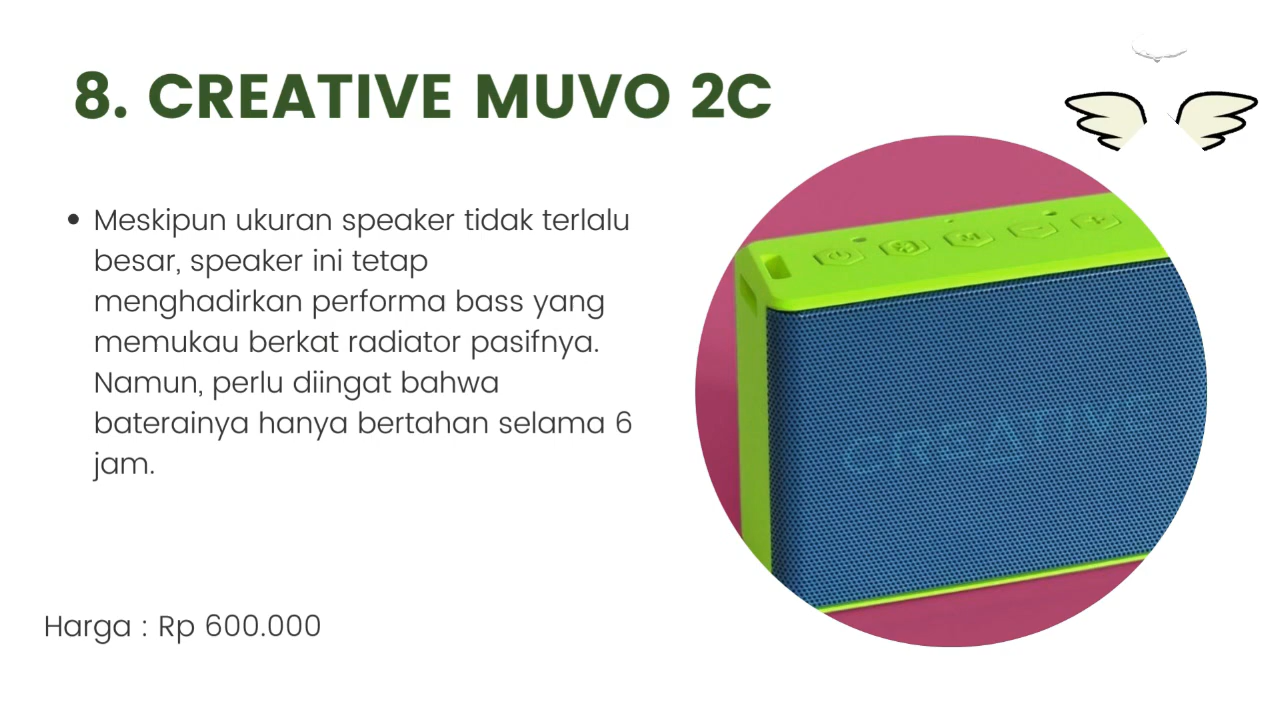 8. CREATIVE MUVO 2C
Meskipun ukuran speaker tidak terlalu
besar, speaker ini tetap
menghadirkan performa bass yang
memukau berkat radiator pasifnya.
Namun, perlu diingat bahwa
baterainya hanya bertahan selama 6
jam.
CREATIVE
Harga : Rp 600.000